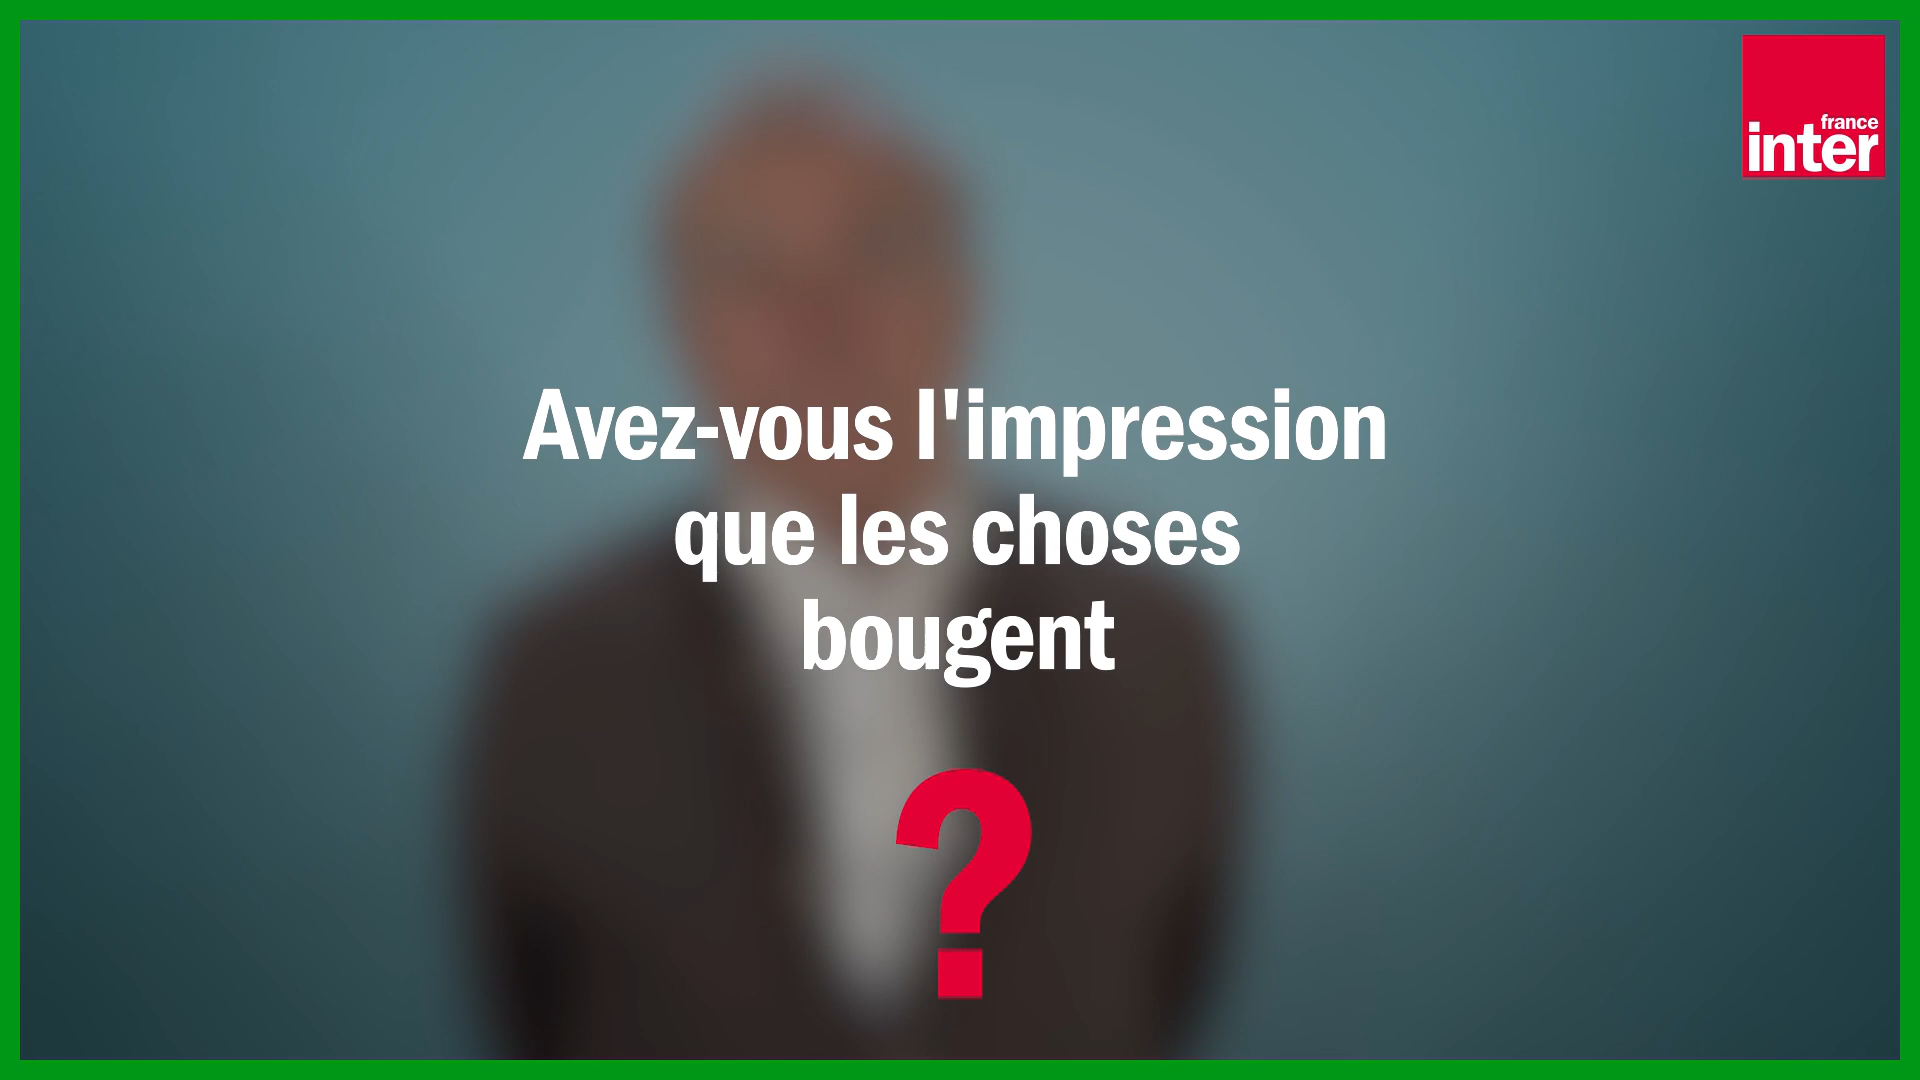 france
inter
Avez-vous l'impression
que les choses
bougent
?